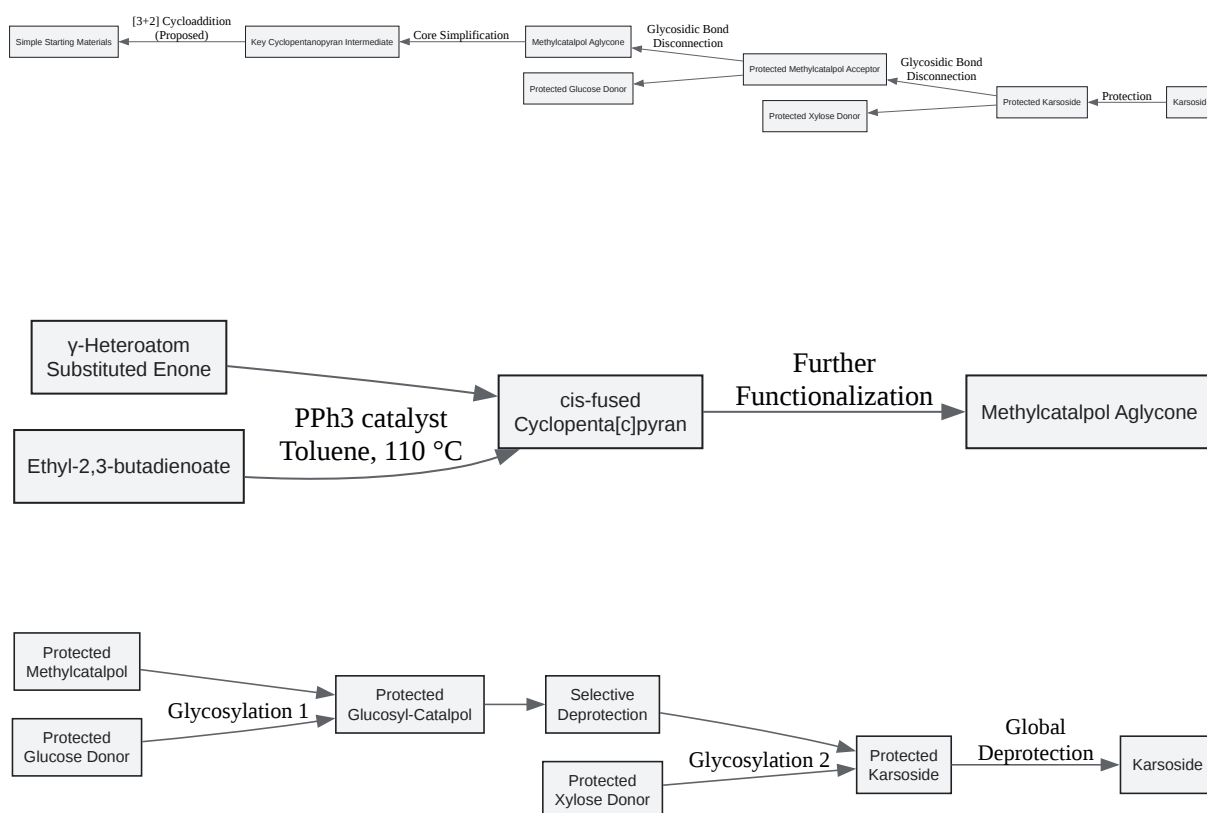 [3+2] Cycloaddition
(Proposed)
Simple Starting Materials
Key Cyclopentanopyran Intermediate
Core Simplification
Methylcatalpol Aglycone
Protected Glucose Donor
Glycosidic Bond
Disconnection
Protected Methylcatalpol Acceptor
Protected Xylose Donor
Glycosidic Bond
Disconnection
Protected Karsoside
Protection
γ-Heteroatom
Substituted Enone
Ethyl-2,3-butadienoate
PPh3 catalyst
Toluene, 110 °C
cis-fused
Cyclopenta[c]pyran
Further
Functionalization
Methylcatalpol Aglycone
Protected
Methylcatalpol
Protected
Glucose Donor
Glycosylation 1
Protected
Glucosyl-Catalpol
Selective
Deprotection
Protected
Xylose Donor
Glycosylation 2
Protected
Karsoside
Global
Deprotection
Karsoside